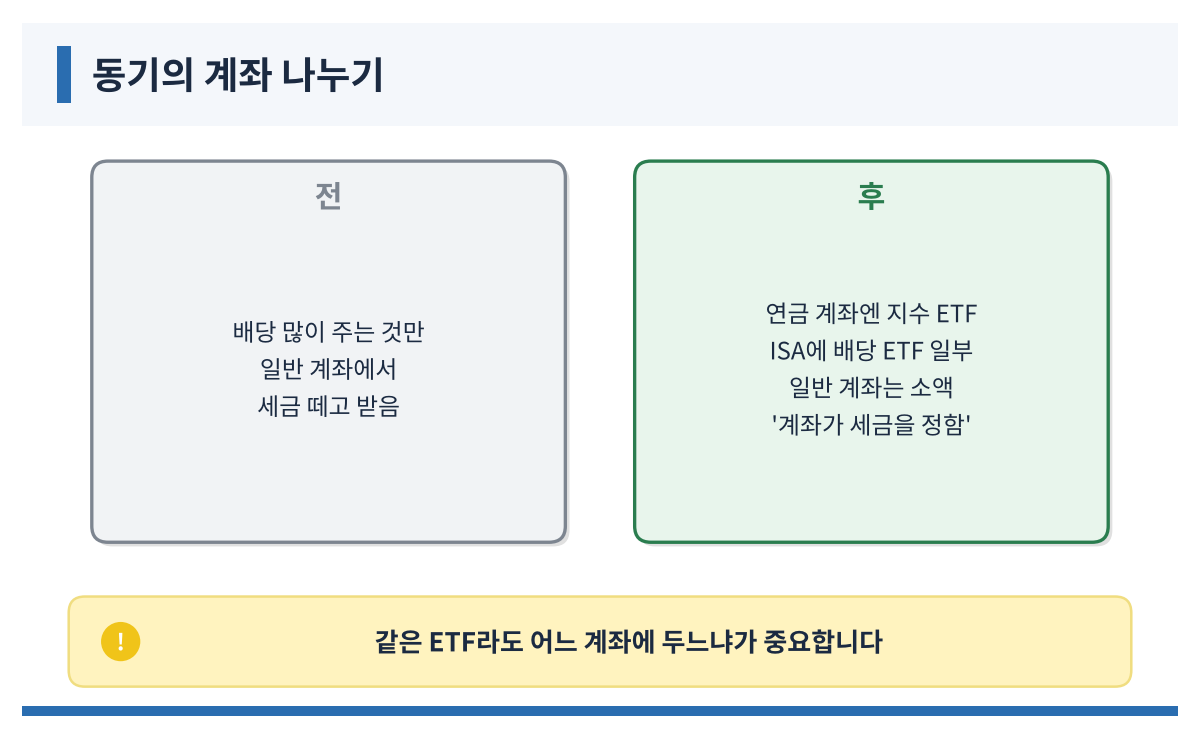 동기의 계좌 나누기
전
배당 많이 주는 것만
일반 계좌에서
세금 떼고 받음
후
연금 계좌엔 지수 ETF
ISA에 배당 ETF 일부
일반 계좌는 소액
'계좌가 세금을 정함'
!
같은 ETF라도 어느 계좌에 두느냐가 중요합니다